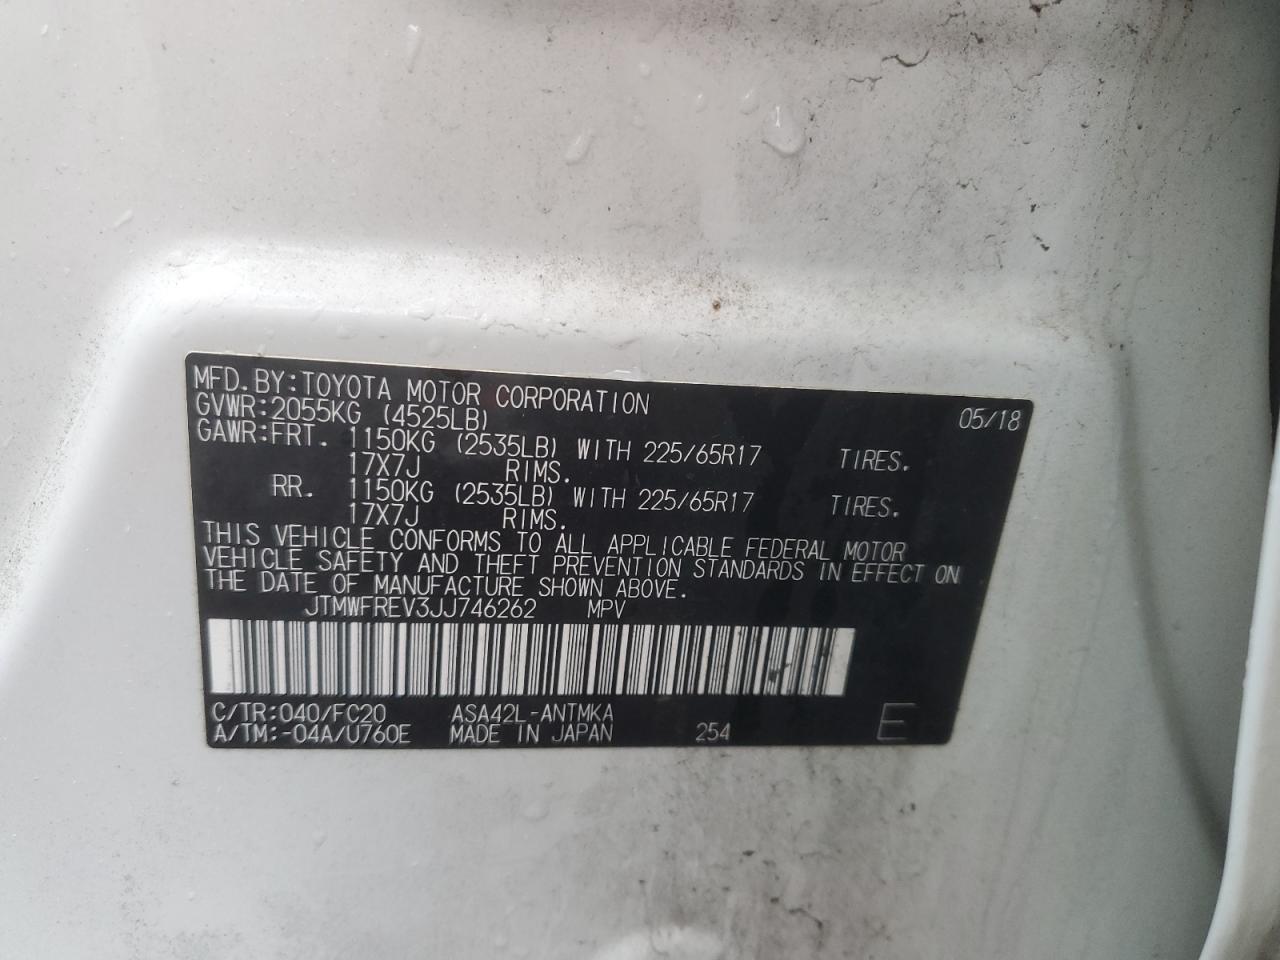 MFD.BY:TOYOTA MOTOR CORPORATION 05/18
GVWR:2055KG (4525LB)
GAWR:FRT. 1150KG (2535LB) WITH 225/65R17 TIRES.
17X7J RIMS.
RR. 1150KG (2535LB) WITH 225/65R17 TIRES.
17X7J RIMS.
THIS VEHICLE CONFORMS TO ALL APPLICABLE FEDERAL MOTOR
VEHICLE SAFETY AND THEFT PREVENTION STANDARDS IN EFFECT ON
THE DATE OF MANUFACTURE SHOWN ABOVE.
JTMWFREV3JJ746262 MPV
C/TR:040/FC20 ASA42L-ANTMKA
A/TM:-04A/U760E MADE IN JAPAN 254 E